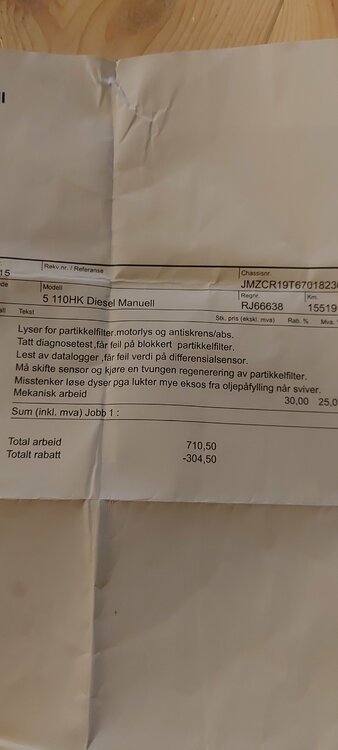 15
Rekv.nr. / Referanse
Chassisnr.
JMZCR19T67018230
Modell
5 110HK Diesel Manuell
Regnr.
RJ66638
Km.
15519
Tekst
Stk. pris (ekskl. mva)
Rab. %
Mva
Lyser for partikkelfilter.motorlys og antiskrens/abs.
Tatt diagnosetest,får feil på blokkert partikkelfilter.
Lest av datalogger ,får feil verdi på differensialsensor.
Må skifte sensor og kjøre en tvungen regenerering av partikkelfilter.
Misstenker løse dyser pga lukter mye eksos fra oljepåfylling når sviver.
Mekanisk arbeid
30,00 25,0
Sum (inkl. mva) Jobb 1 :
Total arbeid 710,50
Totalt rabatt -304,50